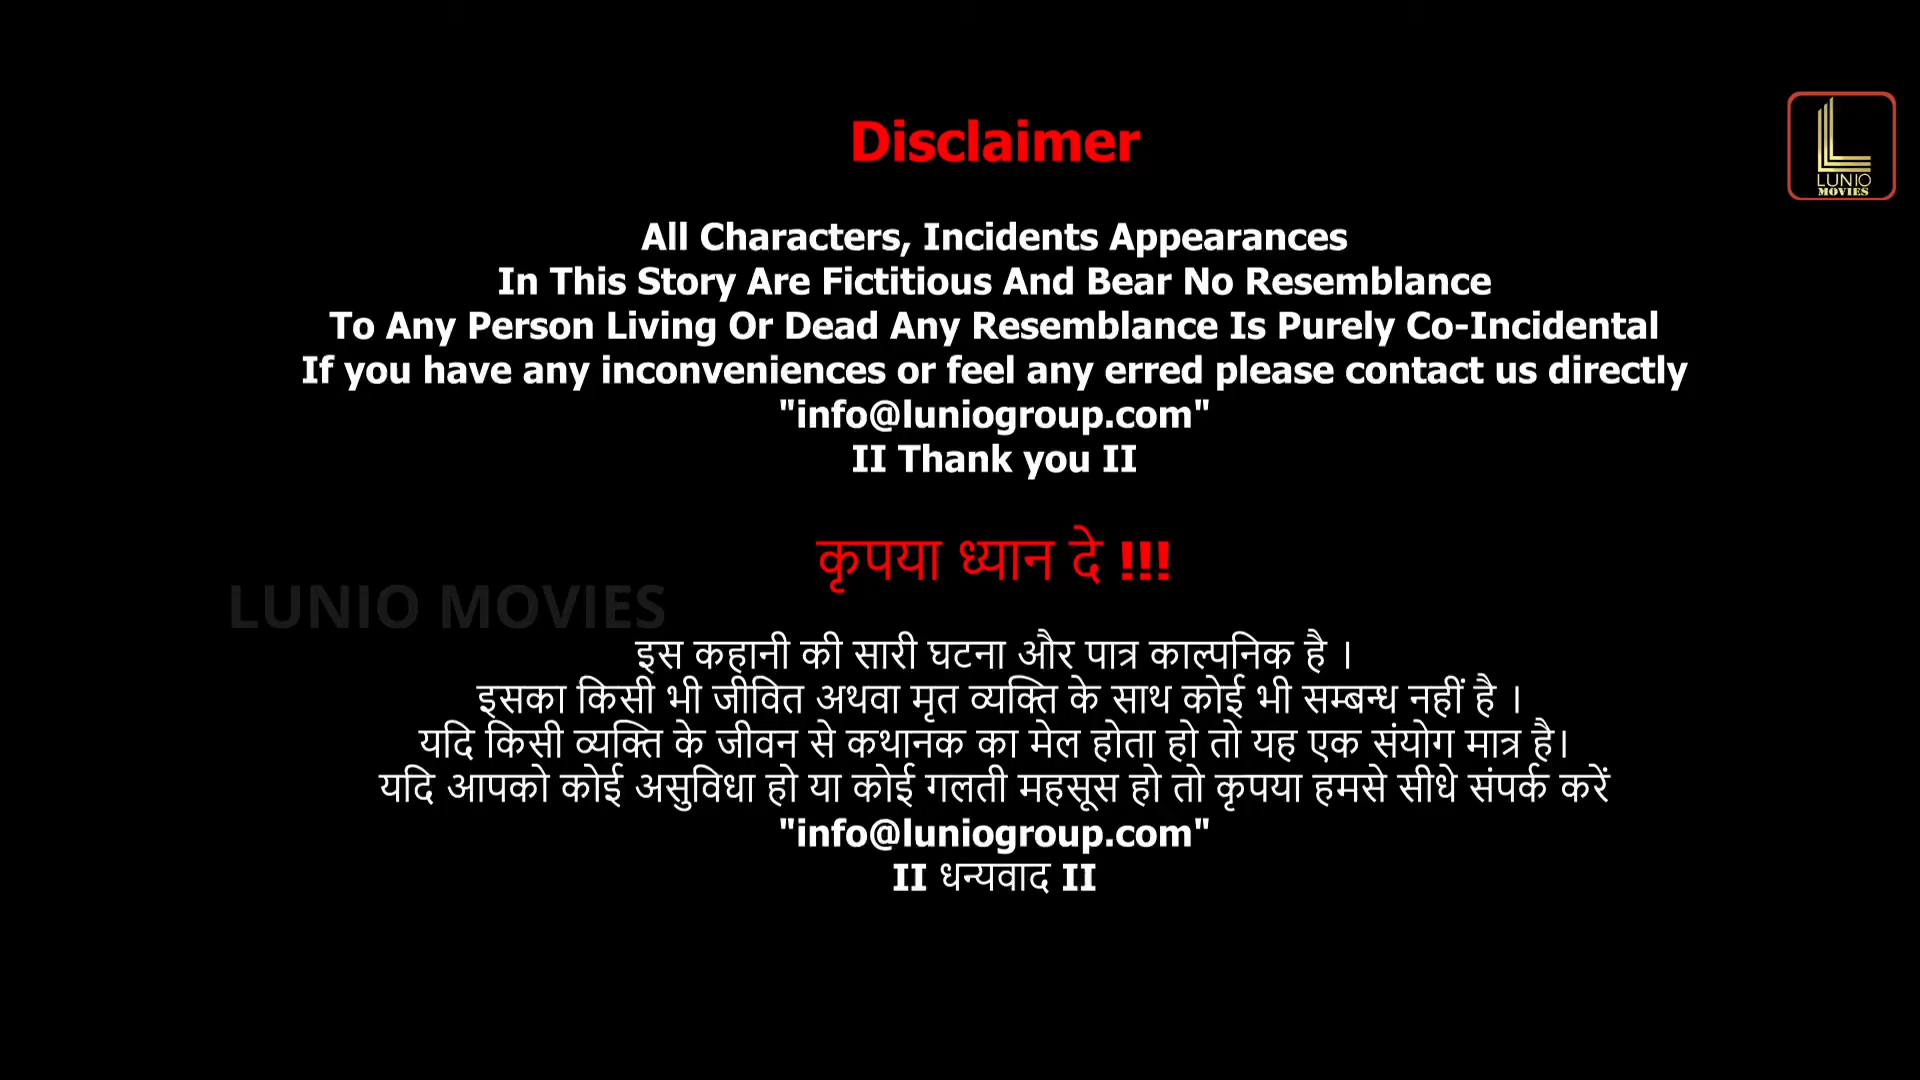 Disclaimer
LUNIO
MOVIES
All Characters, Incidents Appearances
In This Story Are Fictitious And Bear No Resemblance
To Any Person Living Or Dead Any Resemblance Is Purely Co-Incidental
If you have any inconveniences or feel any erred please contact us directly
"info@luniogroup.com"
II Thank you II
कृपया ध्यान दे !!!
LUNIO MOVIES
इस कहानी की सारी घटना और पात्र काल्पनिक है ।
इसका किसी भी जीवित अथवा मृत व्यक्ति के साथ कोई भी सम्बन्ध नहीं है ।
यदि किसी व्यक्ति के जीवन से कथानक का मेल होता हो तो यह एक संयोग मात्र है।
यदि आपको कोई असुविधा हो या कोई गलती महसूस हो तो कृपया हमसे सीधे संपर्क करें
"info@luniogroup.com"
II धन्यवाद II